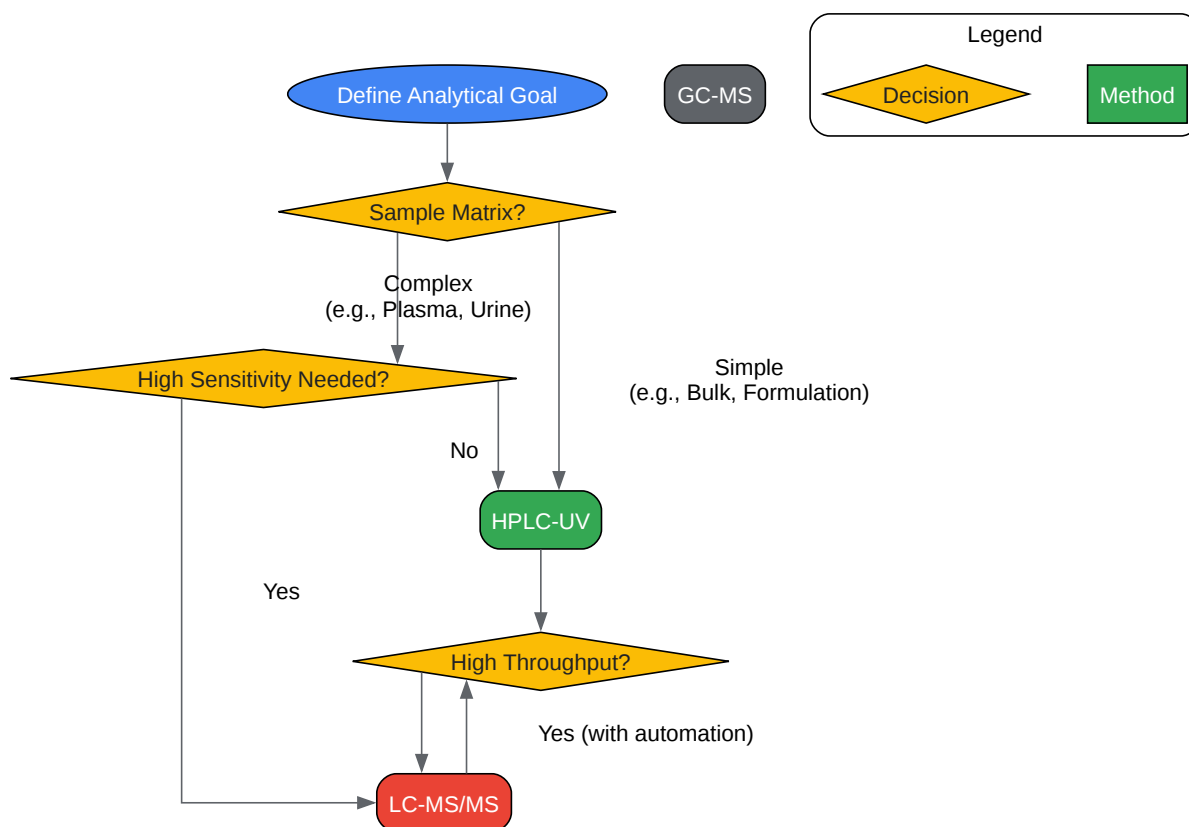 Legend
Define Analytical Goal
GC-MS
Decision
Method
Sample Matrix?
Complex
(e.g., Plasma, Urine)
Simple
(e.g., Bulk, Formulation)
High Sensitivity Needed?
No
HPLC-UV
Yes
High Throughput?
Yes (with automation)
LC-MS/MS